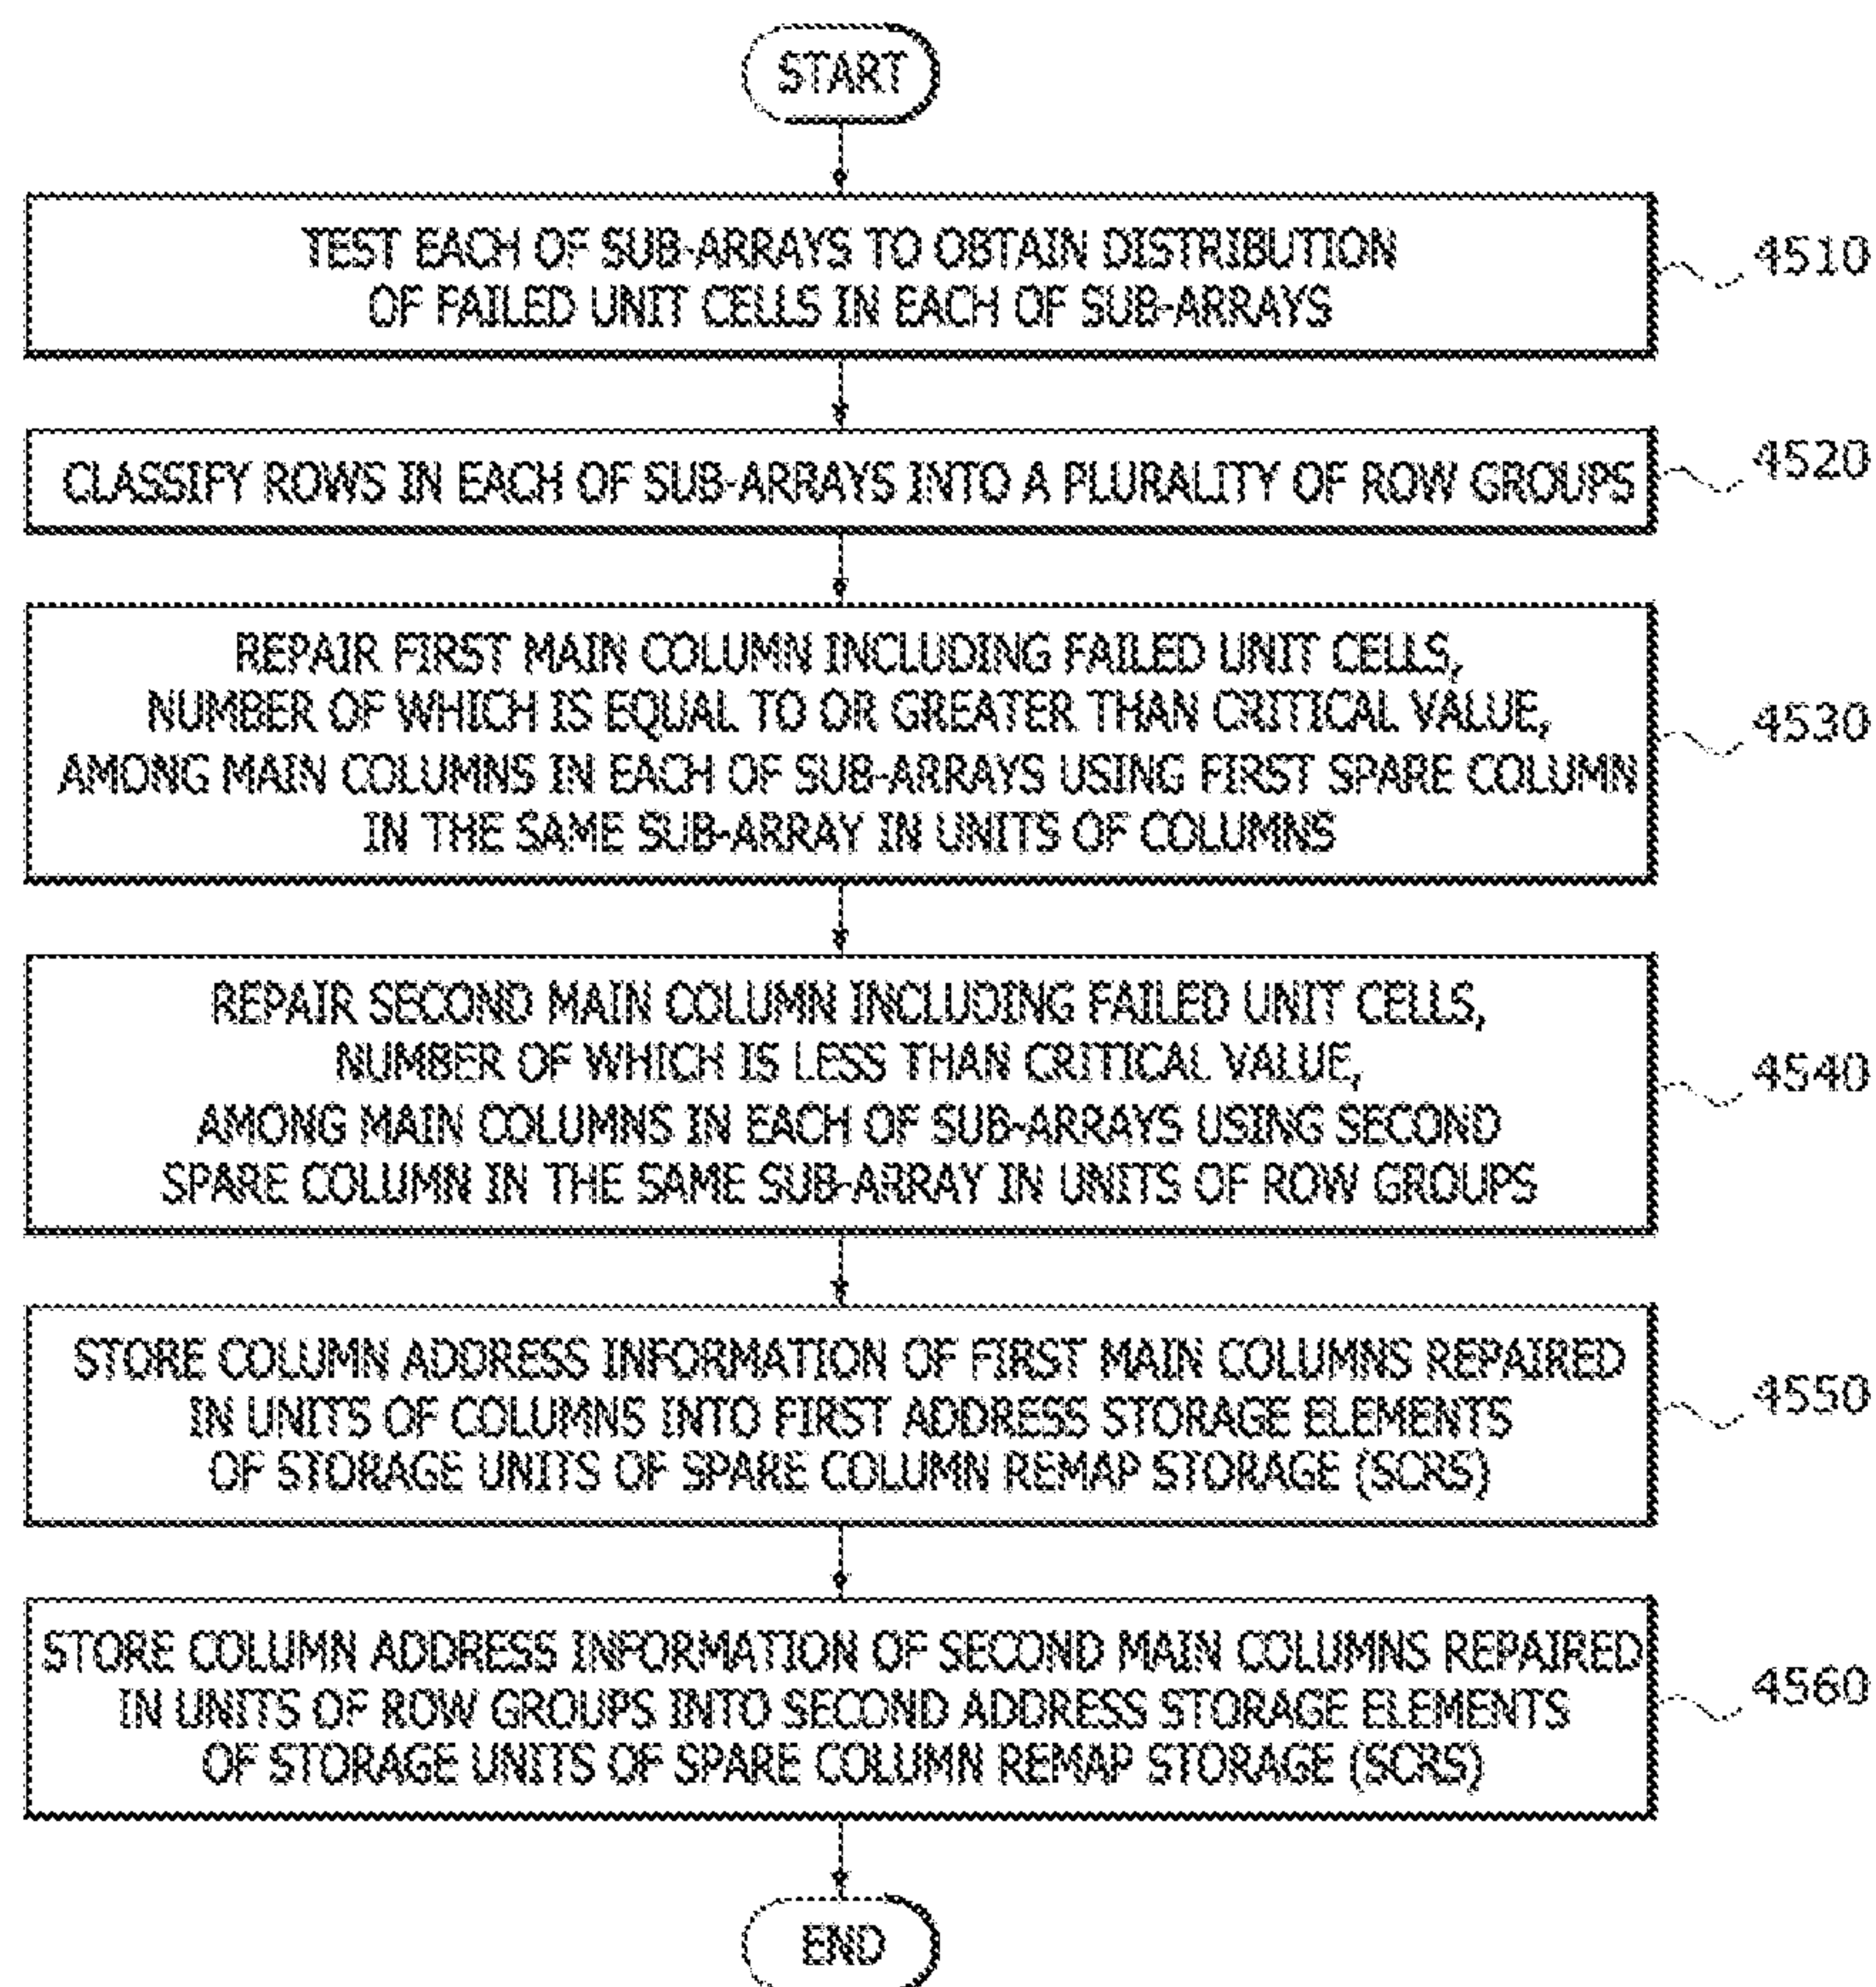 START
TEST EACH OF SUB-ARRAYS TO OBTAIN DISTRIBUTION
OF FAILED UNIT CELLS IN EACH OF SUB-ARRAYS
4510
CLASSIFY ROWS IN EACH OF SUB-ARRAYS INTO A PLURALITY OF ROW GROUPS
4520
REPAIR FIRST MAIN COLUMN INCLUDING FAILED UNIT CELLS,
NUMBER OF WHICH IS EQUAL TO OR GREATER THAN CRITICAL VALUE,
AMONG MAIN COLUMNS IN EACH OF SUB-ARRAYS USING FIRST SPARE COLUMN
IN THE SAME SUB-ARRAY IN UNITS OF COLUMNS
4530
REPAIR SECOND MAIN COLUMN INCLUDING FAILED UNIT CELLS,
NUMBER OF WHICH IS LESS THAN CRITICAL VALUE,
AMONG MAIN COLUMNS IN EACH OF SUB-ARRAYS USING SECOND
SPARE COLUMN IN THE SAME SUB-ARRAY IN UNITS OF ROW GROUPS
4540
STORE COLUMN ADDRESS INFORMATION OF FIRST MAIN COLUMNS REPAIRED
IN UNITS OF COLUMNS INTO FIRST ADDRESS STORAGE ELEMENTS
OF STORAGE UNITS OF SPARE COLUMN REMAP STORAGE (SCRS)
4550
STORE COLUMN ADDRESS INFORMATION OF SECOND MAIN COLUMNS REPAIRED
IN UNITS OF ROW GROUPS INTO SECOND ADDRESS STORAGE ELEMENTS
OF STORAGE UNITS OF SPARE COLUMN REMAP STORAGE (SCRS)
4560
END